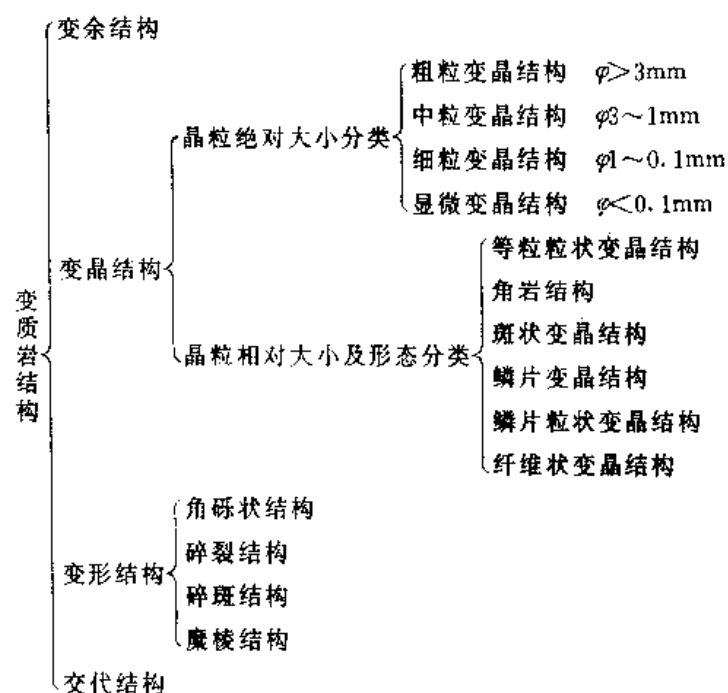 变质岩结构
变余结构
变晶结构
晶粒绝对大小分类
粗粒变晶结构 φ>3mm
中粒变晶结构 φ3～1mm
细粒变晶结构 φ1～0.1mm
显微变晶结构 φ<0.1mm
晶粒相对大小及形态分类
等粒粒状变晶结构
角岩结构
斑状变晶结构
鳞片变晶结构
鳞片粒状变晶结构
纤维状变晶结构
变形结构
角砾状结构
碎裂结构
碎斑结构
糜棱结构
交代结构